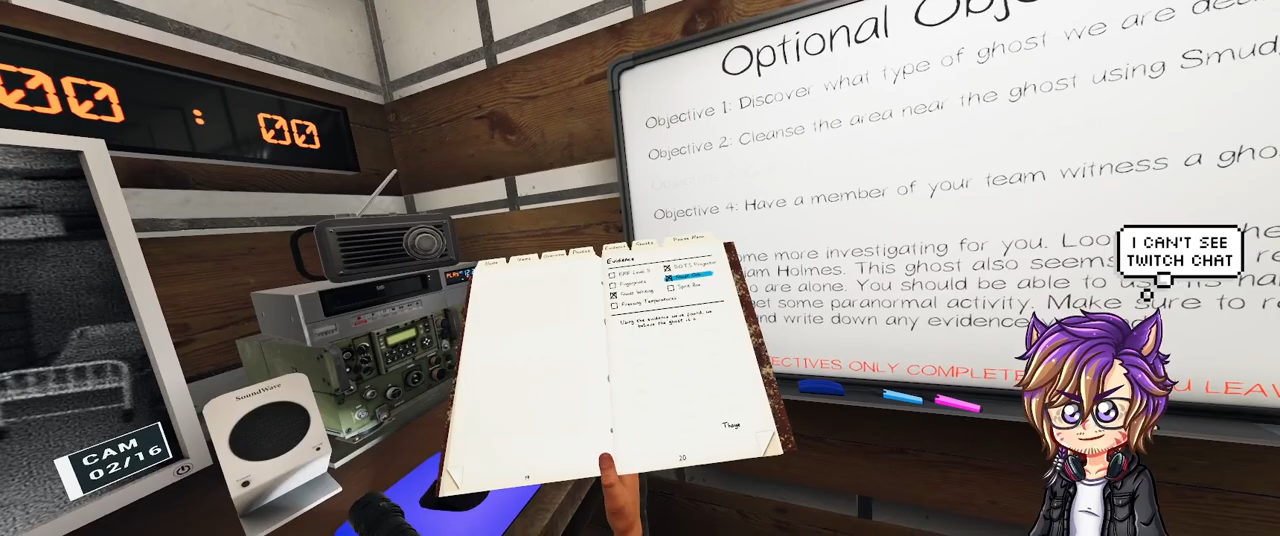 00 : 00
Optional Obje
Objective 1: Discover what type of ghost we are dea
Objective 2: Cleanse the area near the ghost using Smud
Objective 4: Have a member of your team witness a gho
me more investigating for you. Loo
am Holmes. This ghost also seems
o are alone. You should be able to
et some paranormal activity. Make sure to r
nd write down any evidence
ECTIVES ONLY COMPLETE U LEAV
I CAN'T SEE
TWITCH CHAT
Evidence
EMF Level 5
D.O.T.S Projector
Fingerprints
Ghost Orb
Ghost Writing
Spirit Box
Freezing Temperatures
Using the evidence we've found, we
believe the ghost is a
Thaye
19
20
SoundWave
CAM
02/16